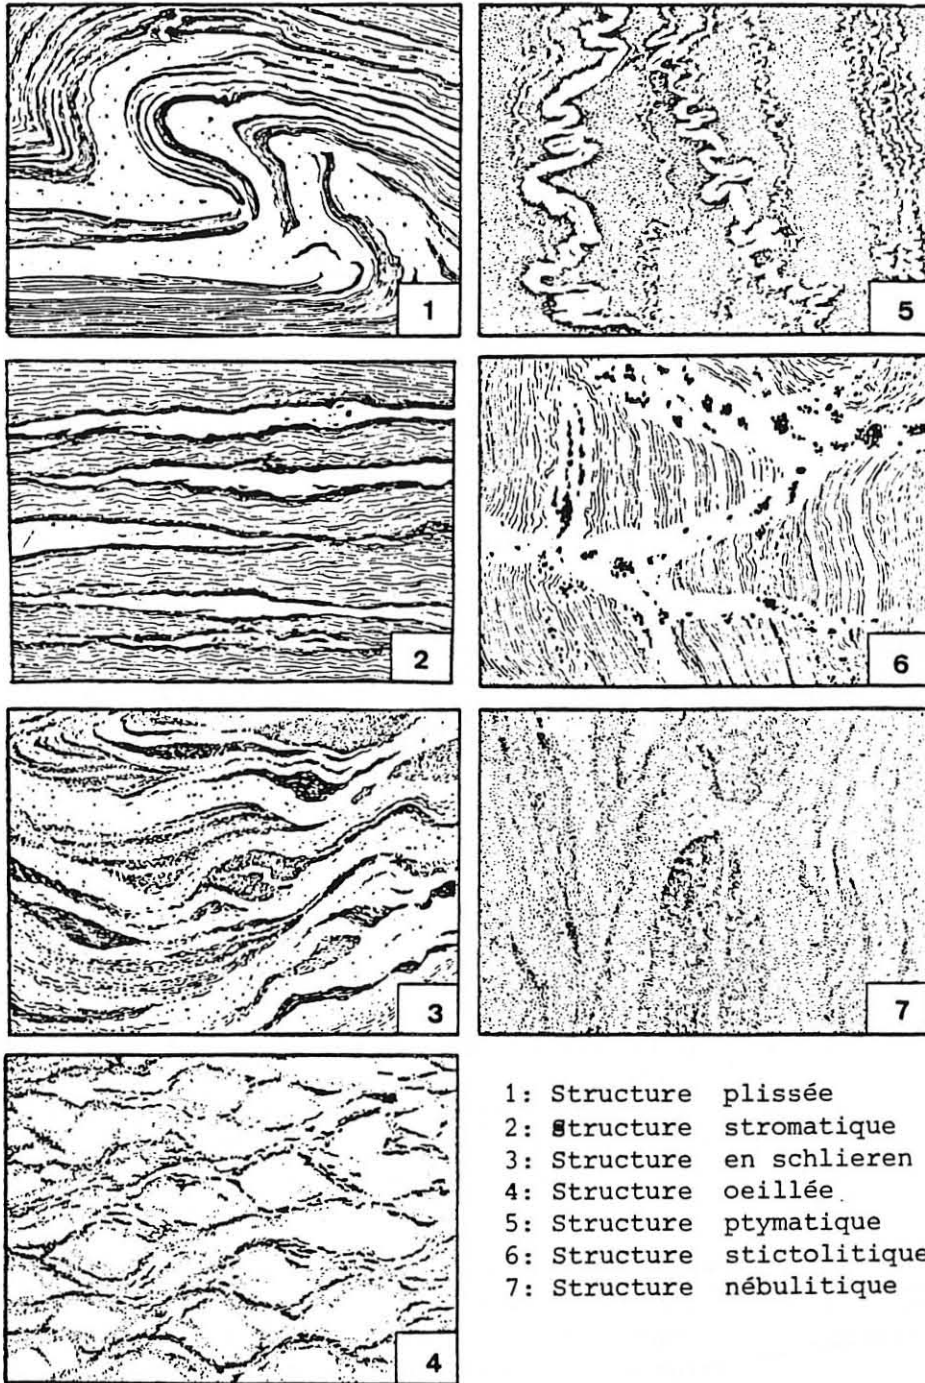 1
5
2
6
3
7
4
1: Structure plissée
2: Structure stromatique
3: Structure en schlieren
4: Structure oeillée.
5: Structure ptymatique
6: Structure stictolitique
7: Structure nébulitique